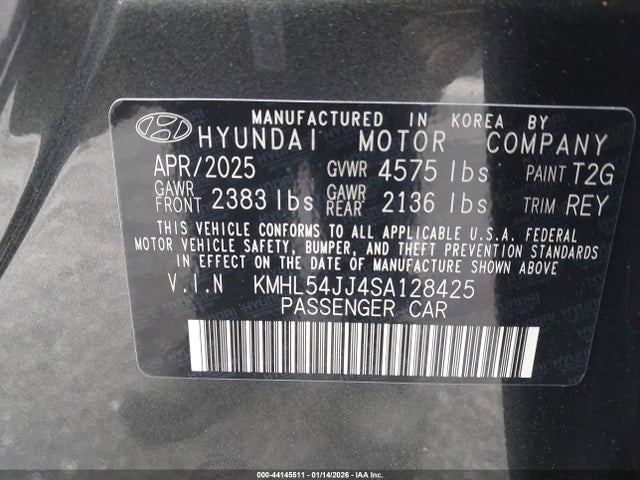 MANUFACTURED IN KOREA BY
HYUNDAI MOTOR COMPANY
APR/2025 GVWR 4575 lbs PAINT T2G
GAWR FRONT 2383 lbs GAWR REAR 2136 lbs TRIM REY
THIS VEHICLE CONFORMS TO ALL APPLICABLE U.S.A. FEDERAL
MOTOR VEHICLE SAFETY, BUMPER, AND THEFT PREVENTION STANDARDS
IN EFFECT ON THE DATE OF MANUFACTURE SHOWN ABOVE
V.I.N KMHL54JJ4SA128425
PASSENGER CAR
000-44145511 - 01/14/2026 - IAA Inc.